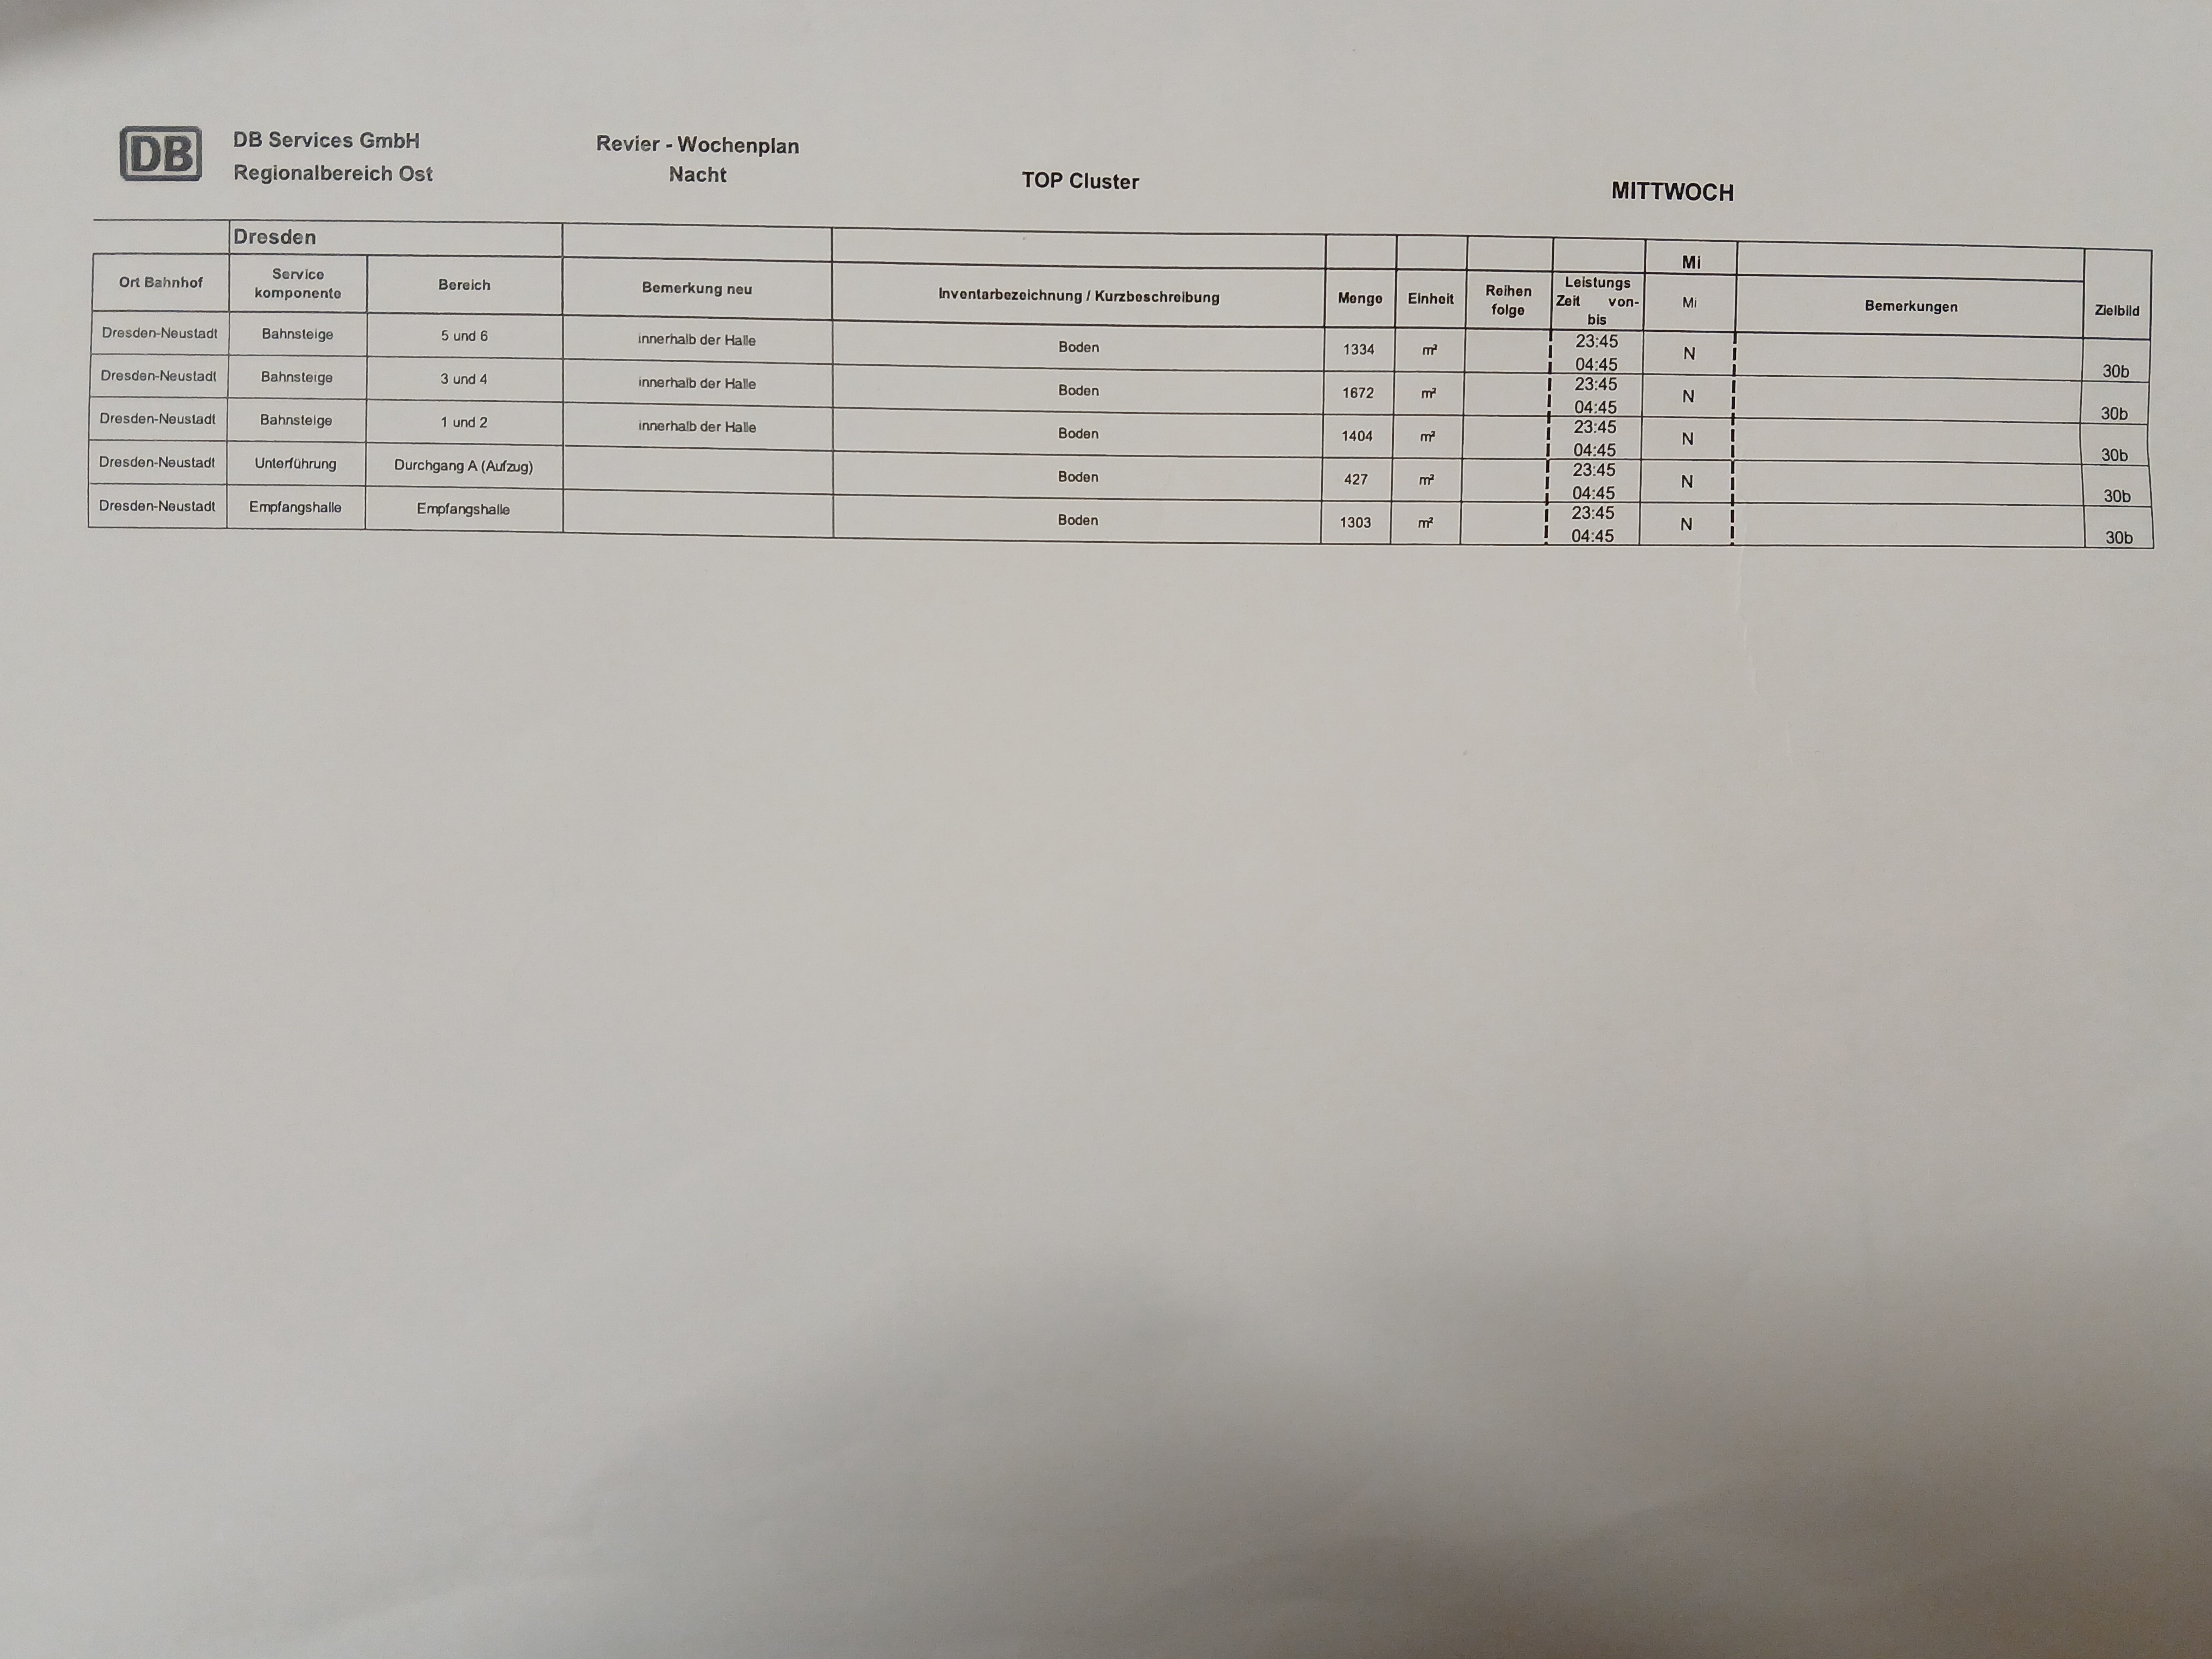 DB
DB Services GmbH
Regionalbereich Ost
Revier - Wochenplan
Nacht
TOP Cluster
MITTWOCH
Dresden
Mi
Ort Bahnhof Service komponente Bereich Bemerkung neu Inventarbezeichnung / Kurzbeschreibung Menge Einheit Reihen folge Leistungs Zeit von- bis Mi Bemerkungen Zielbild
Dresden-Neustadt Bahnsteige 5 und 6 innerhalb der Halle Boden 1334 m² 23:45 04:45 N 30b
Dresden-Neustadt Bahnsteige 3 und 4 innerhalb der Halle Boden 1672 m² 23:45 04:45 N 30b
Dresden-Neustadt Bahnsteige 1 und 2 innerhalb der Halle Boden 1404 m² 23:45 04:45 N 30b
Dresden-Neustadt Unterführung Durchgang A (Aufzug) Boden 427 m² 23:45 04:45 N 30b
Dresden-Neustadt Empfangshalle Empfangshalle Boden 1303 m² 23:45 04:45 N 30b